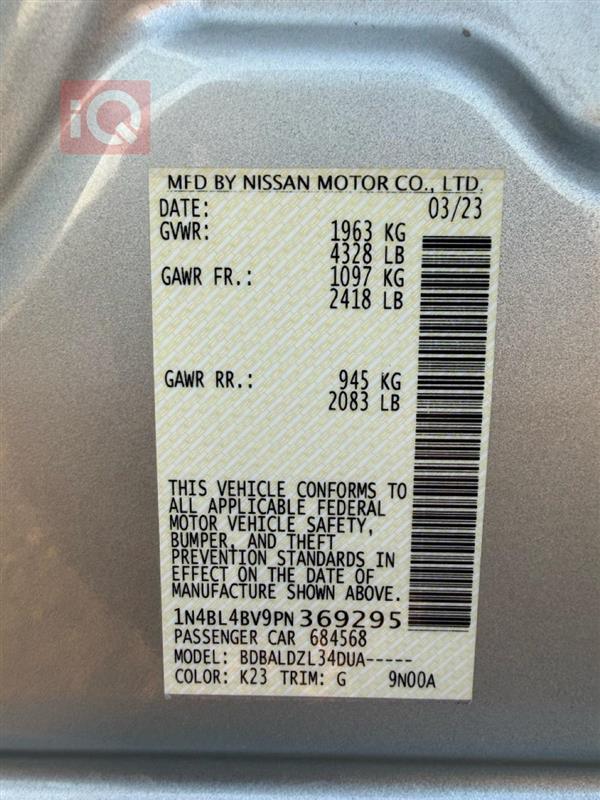 iQ
MFD BY NISSAN MOTOR CO., LTD.
DATE: 03/23
GVWR: 1963 KG
4328 LB
GAWR FR.: 1097 KG
2418 LB
GAWR RR.: 945 KG
2083 LB
THIS VEHICLE CONFORMS TO
ALL APPLICABLE FEDERAL
MOTOR VEHICLE SAFETY,
BUMPER, AND THEFT
PREVENTION STANDARDS IN
EFFECT ON THE DATE OF
MANUFACTURE SHOWN ABOVE.
1N4BL4BV9PN369295
PASSENGER CAR 684568
MODEL: BDBALDZL34DUA-----
COLOR: K23 TRIM: G 9N00A